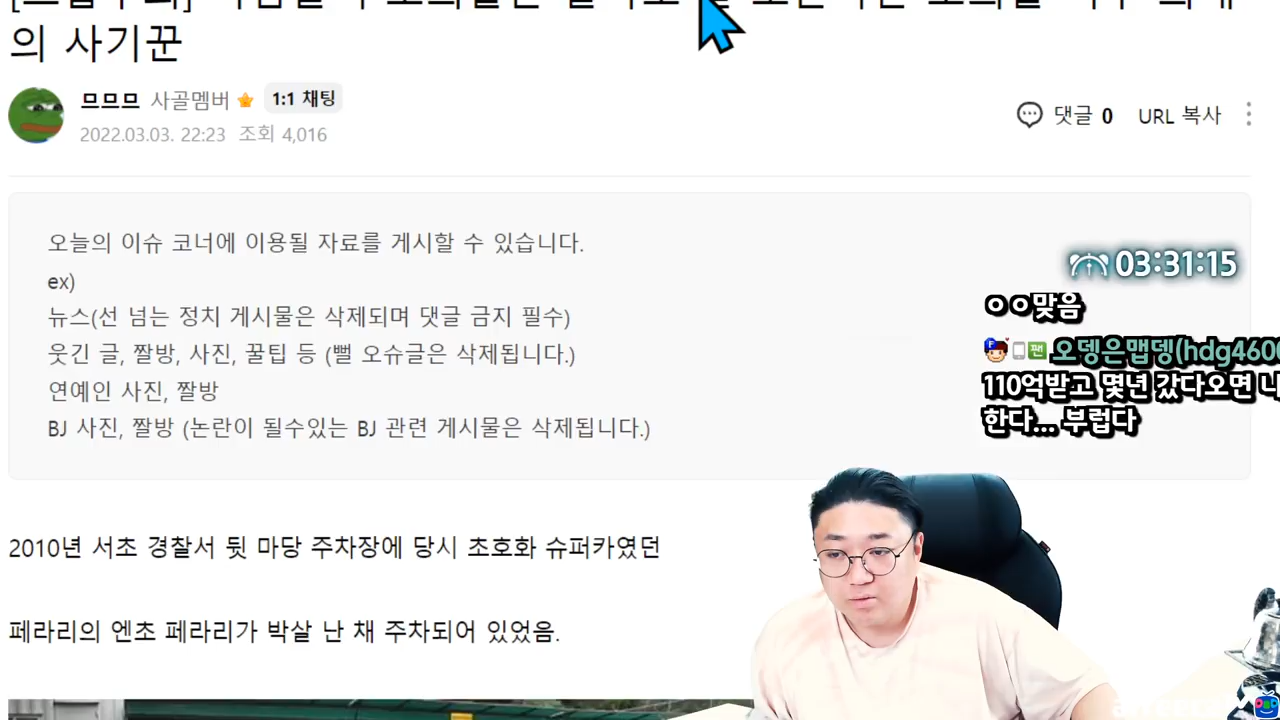 의 사기꾼
므므므 사골멤버 1:1 채팅
2022.03.03. 22:23 조회 4,016
댓글 0 URL 복사
오늘의 이슈 코너에 이용될 자료를 게시할 수 있습니다.
ex)
뉴스(선 넘는 정치 게시물은 삭제되며 댓글 금지 필수)
웃긴 글, 짤방, 사진, 꿀팁 등 (뻘 오슈글은 삭제됩니다.)
연예인 사진, 짤방
BJ 사진, 짤방 (논란이 될수있는 BJ 관련 게시물은 삭제됩니다.)
03:31:15
ㅇㅇ맞음
팬 오뎅은맵뎅(hdg460
110억받고 몇년 갔다오면 나
한다... 부럽다
2010년 서초 경찰서 뒷 마당 주차장에 당시 초호화 슈퍼카였던
페라리의 엔초 페라리가 박살 난 채 주차되어 있었음.